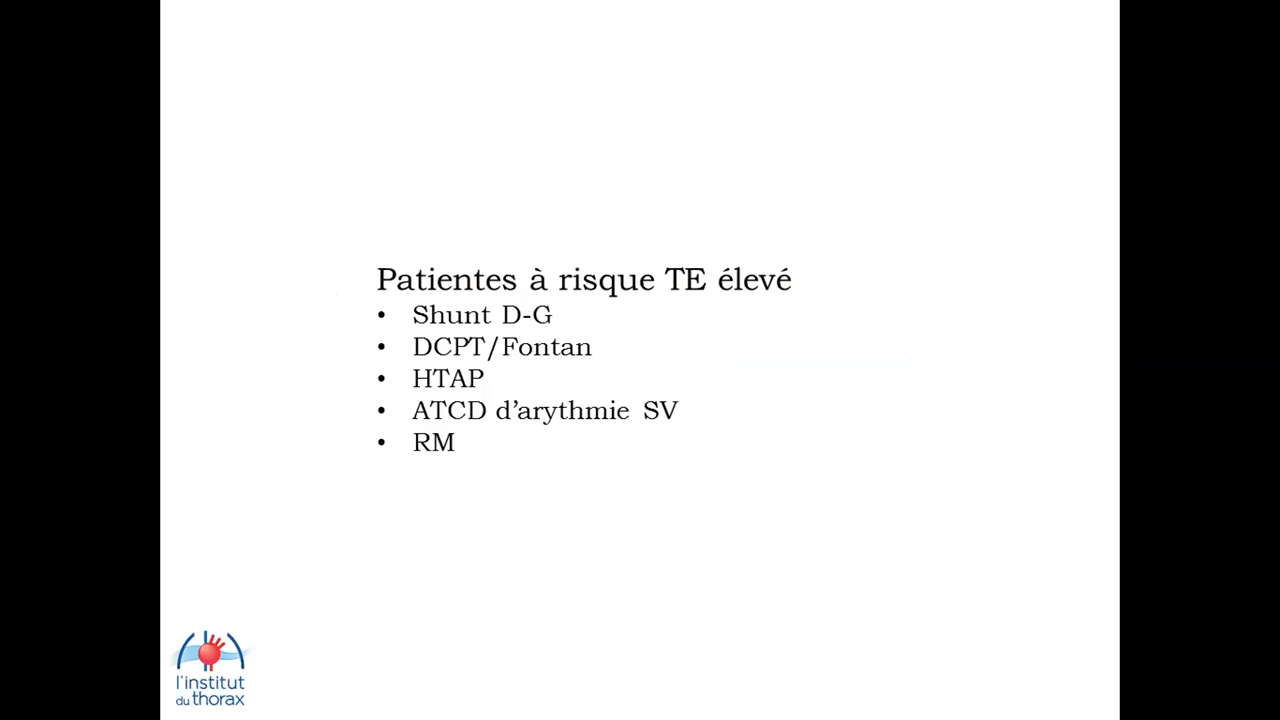 Patientes à risque TE élevé
• Shunt D-G
• DCPT/Fontan
• HTAP
• ATCD d’arythmie SV
• RM
l'institut
du thorax